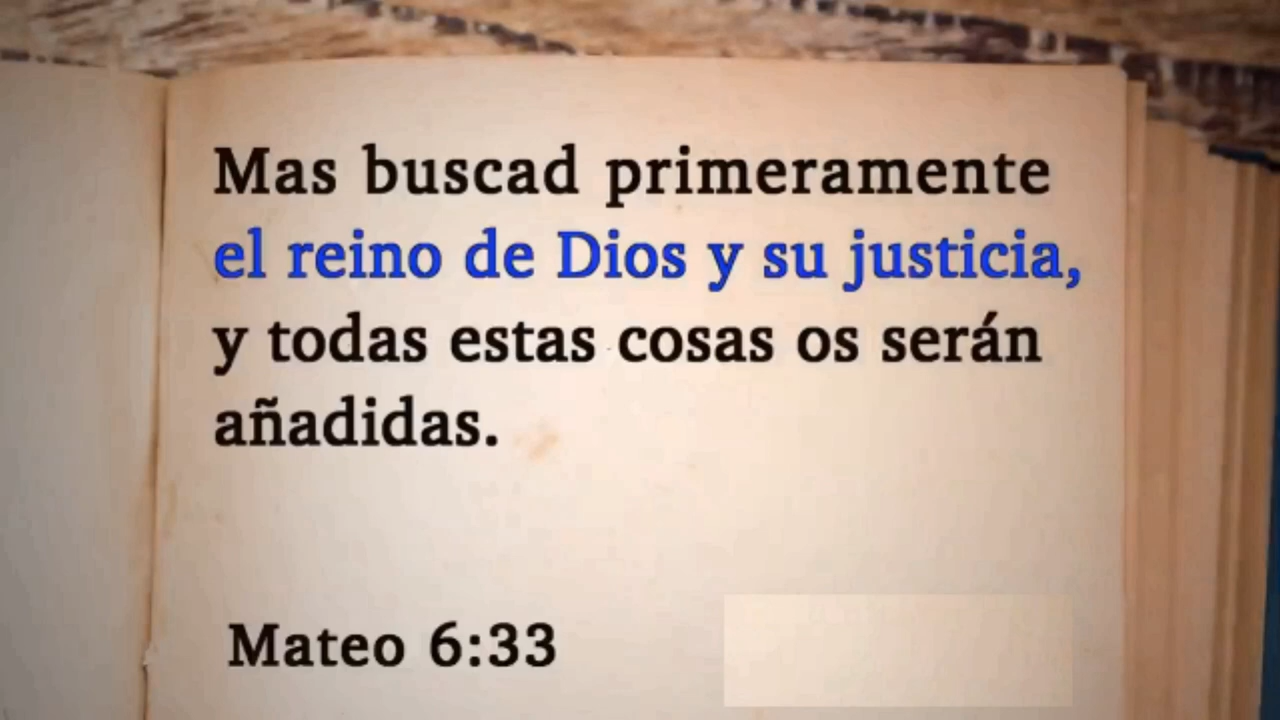 Mas buscad primeramente
el reino de Dios y su justicia,
y todas estas cosas os serán
añadidas.
Mateo 6:33